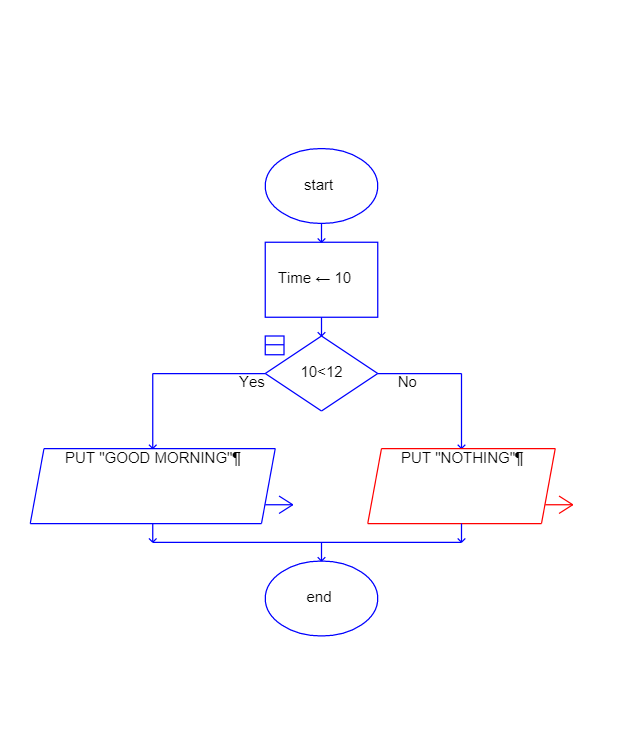 start
Time ← 10
10<12
Yes
No
PUT "GOOD MORNING"¶
PUT "NOTHING"¶
end